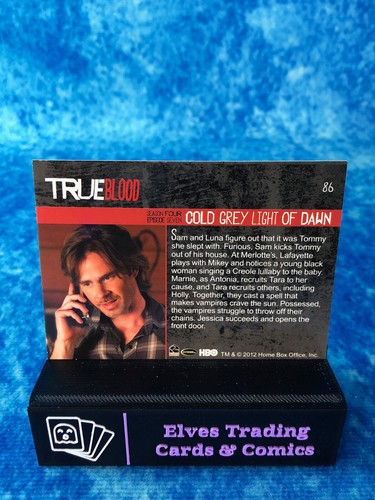 TRUE BLOOD
86
SEASON FOUR
EPISODE SEVEN
COLD GREY LIGHT OF DAWN
Sam and Luna figure out that it was Tommy
she slept with. Furious, Sam kicks Tommy
out of his house. At Merlotte's, Lafayette
plays with Mikey and notices a young black
woman singing a Creole lullaby to the baby.
Marnie, as Antonia, recruits Tara to her
cause, and Tara recruits others, including
Holly. Together, they cast a spell that
makes vampires crave the sun. Possessed,
the vampires struggle to throw off their
chains. Jessica succeeds and opens the
front door.
HBO TM & © 2012 Home Box Office, Inc.
Elves Trading
Cards & Comics